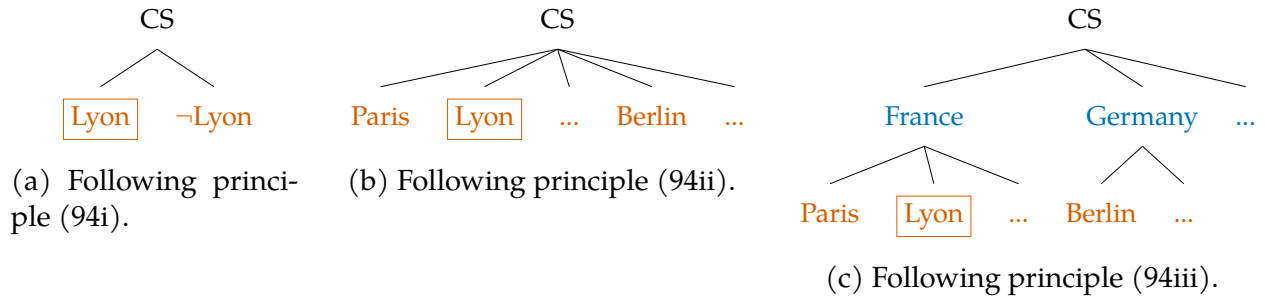 CS
Lyon ¬Lyon
(a) Following princi-
ple (94i).
CS
Paris Lyon ... Berlin ...
(b) Following principle (94ii).
CS
France Germany ...
Paris Lyon ... Berlin ...
(c) Following principle (94iii).